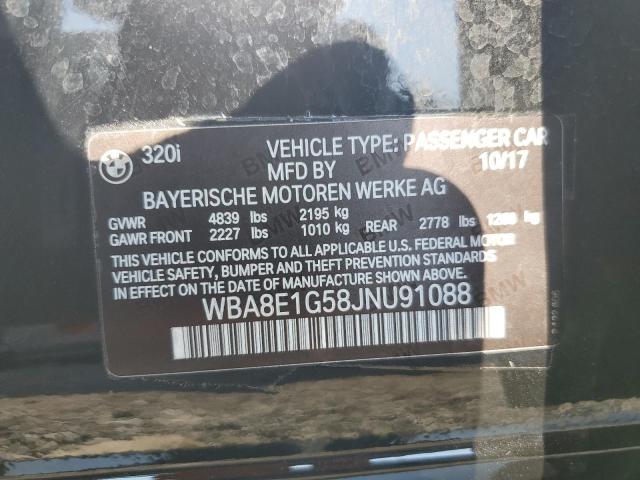 320i VEHICLE TYPE: PASSENGER CAR
MFD BY 10/17
BAYERISCHE MOTOREN WERKE AG
GVWR 4839 lbs 2195 kg
GAWR FRONT 2227 lbs 1010 kg REAR 2778 lbs kg
THIS VEHICLE CONFORMS TO ALL APPLICABLE U.S. FEDERAL MOTOR
VEHICLE SAFETY, BUMPER AND THEFT PREVENTION STANDARDS
IN EFFECT ON THE DATE OF MANUFACTURE SHOWN ABOVE.
WBA8E1G58JNU91088